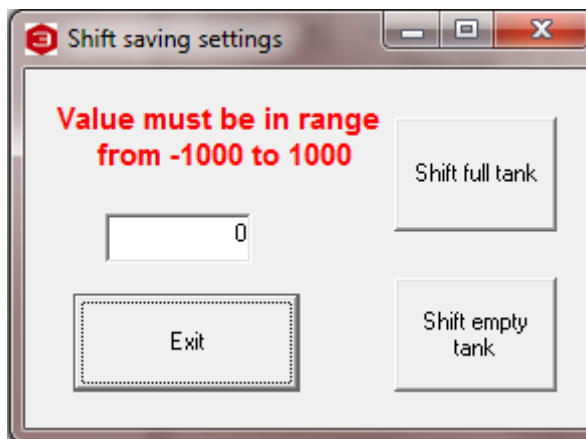 Shift saving settings
Value must be in range
from -1000 to 1000
Shift full tank
0
Exit
Shift empty
tank